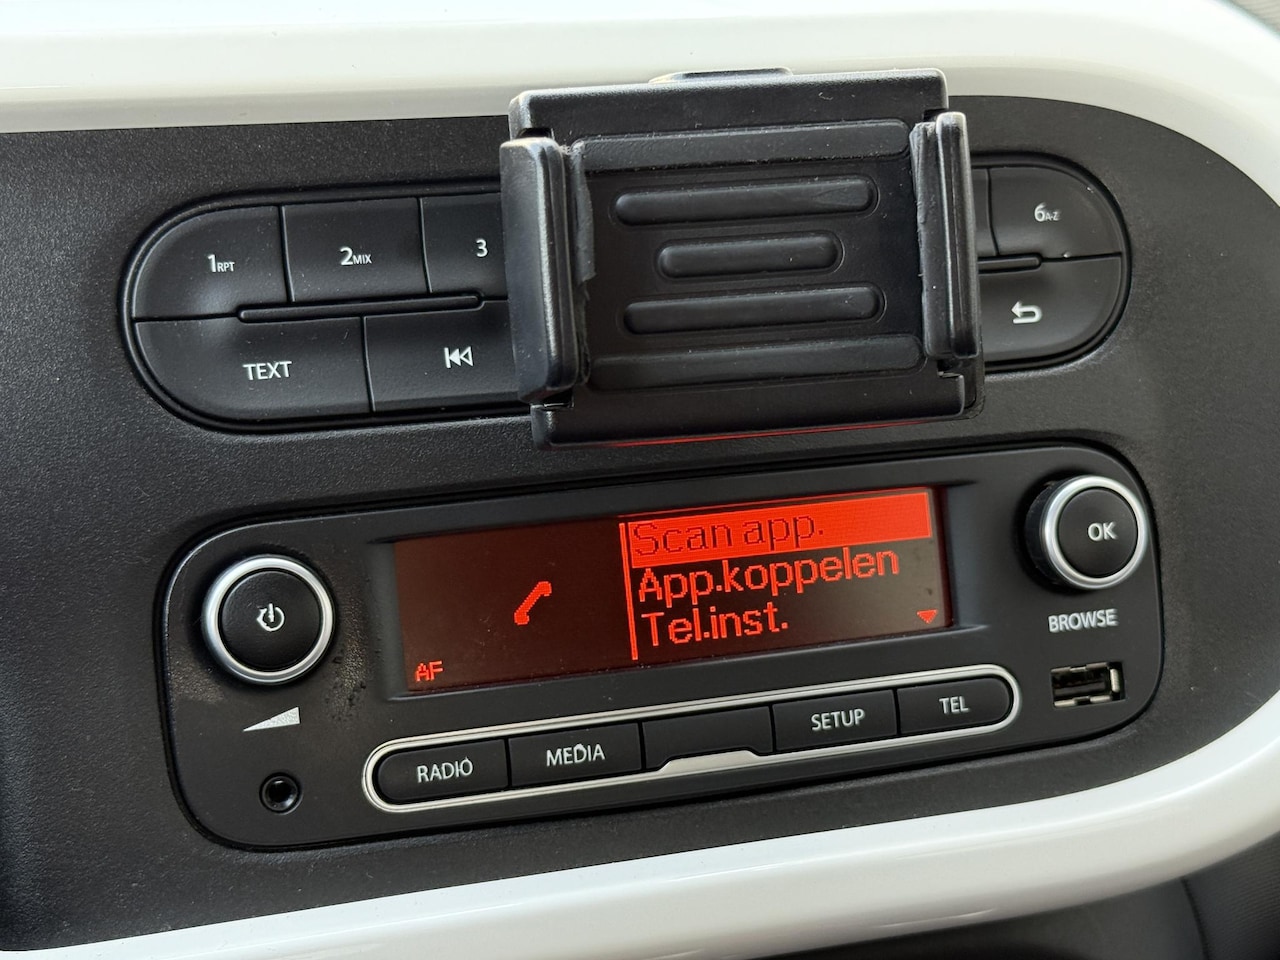 1RPT
2MIX
3
6A-Z
TEXT
Scan app.
App.koppelen
Tel.inst.
AF
OK
BROWSE
RADIO
MEDIA
SETUP
TEL